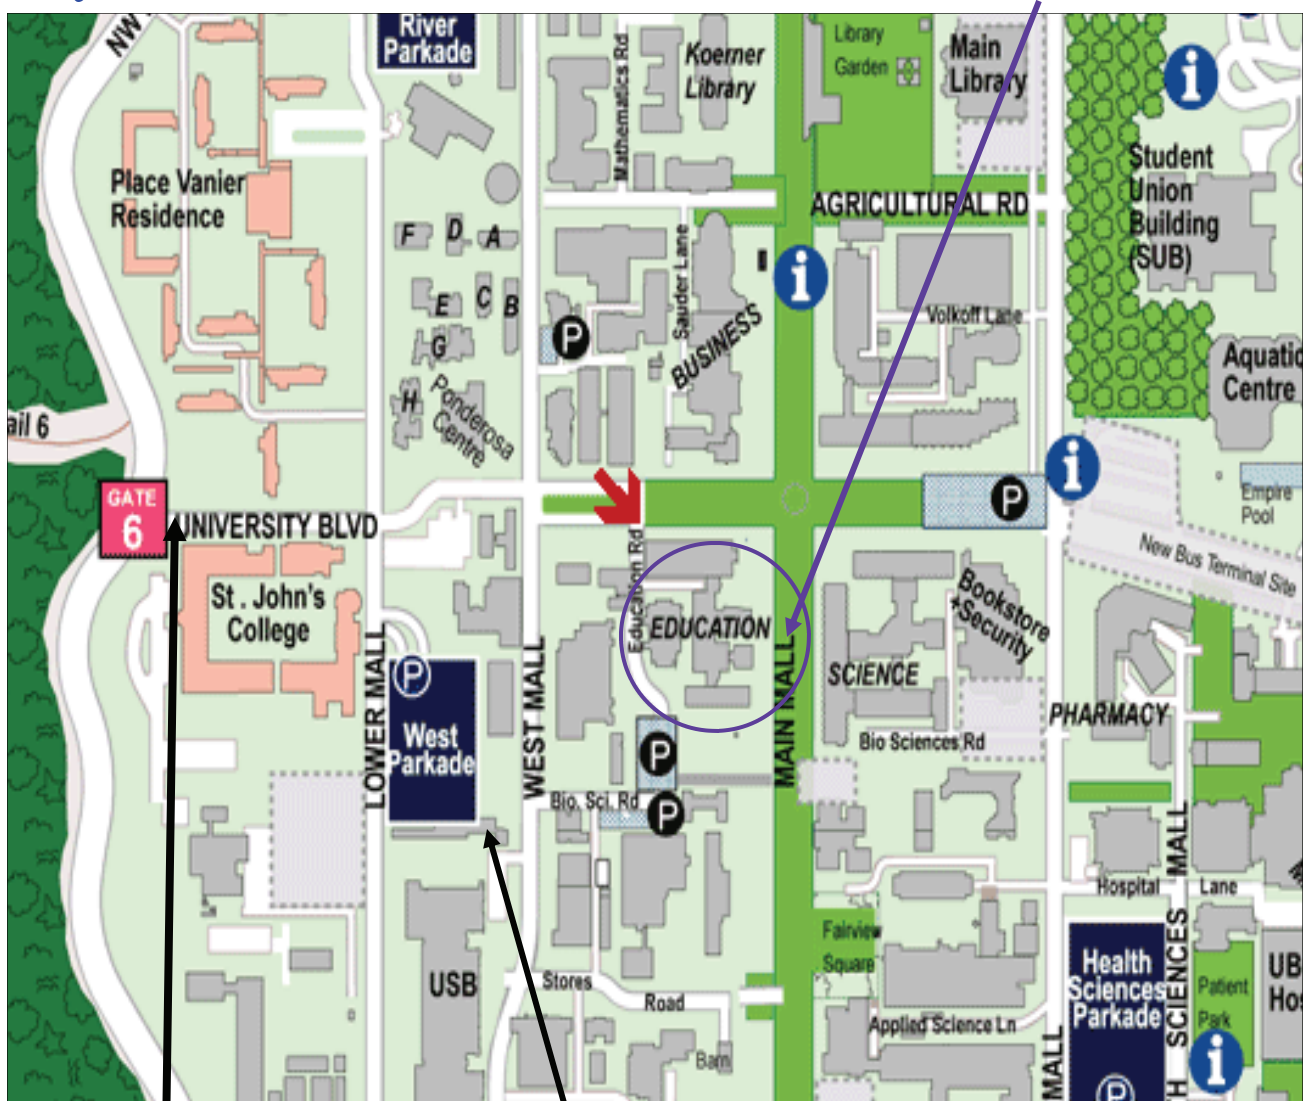 NW
River
Parkade
Mathematics Rd
Koerner
Library
Library
Garden
Main
Library
i
Student
Union
Building
(SUB)
Place Vanier
Residence
AGRICULTURAL RD
F
D
A
E
C
B
G
H
Ponderosa
Centre
P
Sauder Lane
BUSINESS
i
Volkoff Lane
Aquatic
Centre
ail 6
GATE
6
UNIVERSITY BLVD
P
i
Empire
Pool
New Bus Terminal Site
St . John's
College
Education Rd
EDUCATION
Bookstore
+Security
SCIENCE
PHARMACY
LOWER MALL
P
West
Parkade
WEST MALL
MAIN MALL
P
Bio Sciences Rd
Bio. Sci. Rd
P
Hospital
Lane
MALL
Fairview
Square
USB
Stores
Road
Barn
Applied Science Ln
MALL
Health
Sciences
Parkade
P
TH SCIENCES
Patient
Park
i
UB
Hos